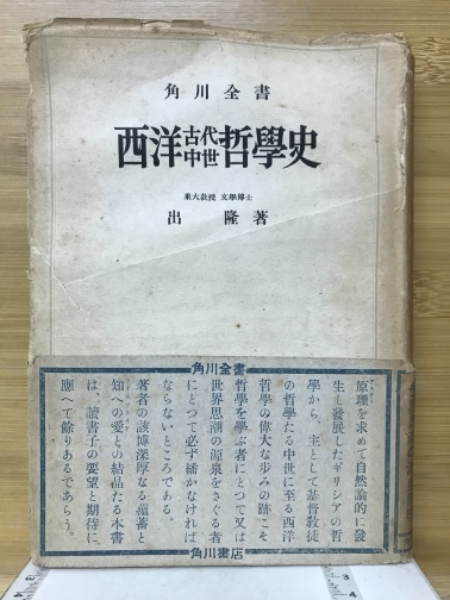 角川全書
西洋古代中世哲學史
東大教授 文學博士
出 隆 著
角川全書
原理を求めて自然論的に發
生し發展したギリシアの哲
學から、主として基督敎徒
の哲學たる中世に至る西洋
哲學の偉大な歩みの跡こそ
哲學を學ぶ者にとつて又は
世界思潮の源泉をさぐる者
にとつて必ず繙かなければ
ならないところである。
著者の該博深厚なる蘊蓄と
知への愛との結晶たる本書
は、讀書子の要望と期待に
應へて餘りあるであらう。
角川書店